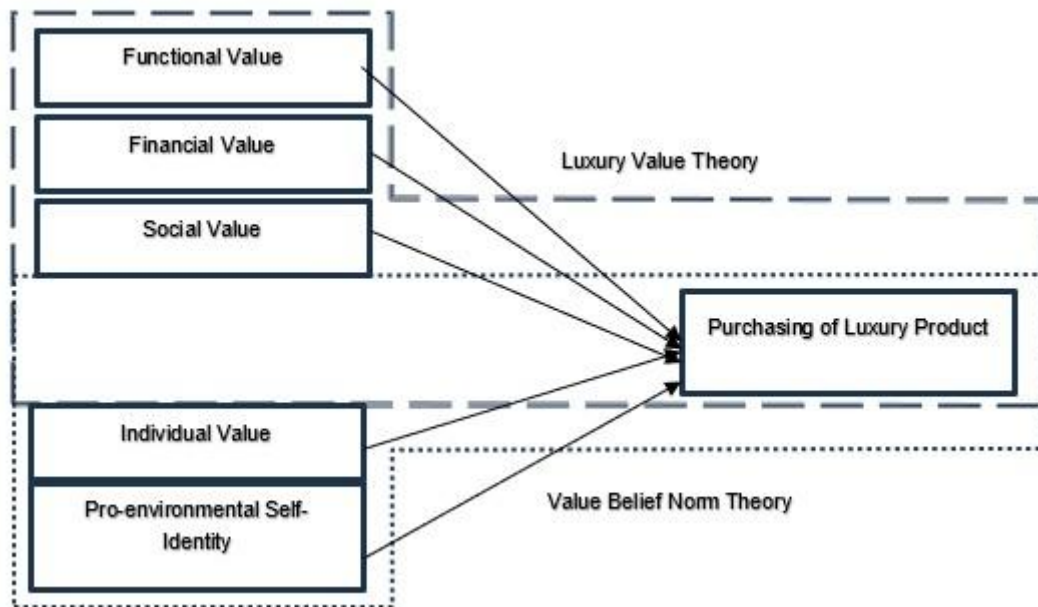 Functional Value
Financial Value
Luxury Value Theory
Social Value
Purchasing of Luxury Product
Individual Value
Pro-environmental Self-
Identity
Value Belief Norm Theory